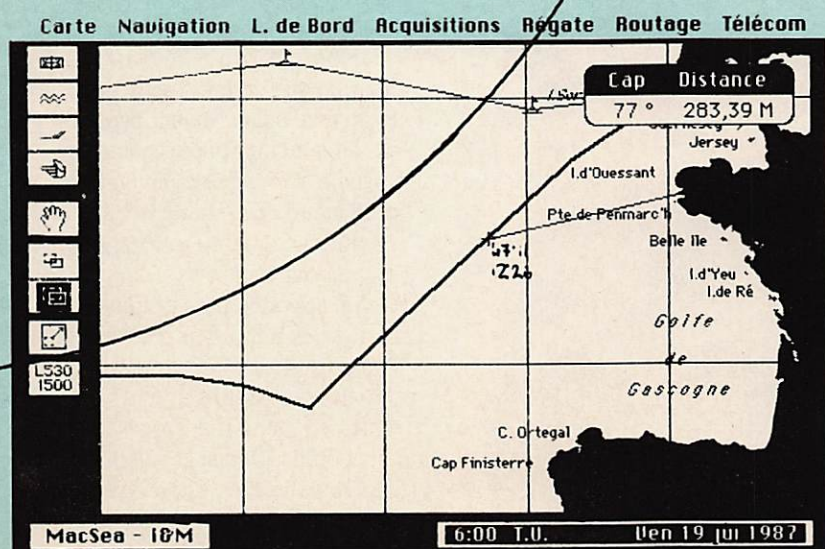 Carte Navigation L. de Bord Acquisitions Régate Routage Télécom
Cap Distance
77 ° 283,39 M
Jersey
I.d'Ouessant
Pte de Penmarc'h
Belle Ile
I.d'Yeu
I.de Ré
Golfe
de
Gascogne
C. Ortegal
Cap Finisterre
L530
1500
MacSea - I&M
6:00 T.U. Ven 19 jui 1987